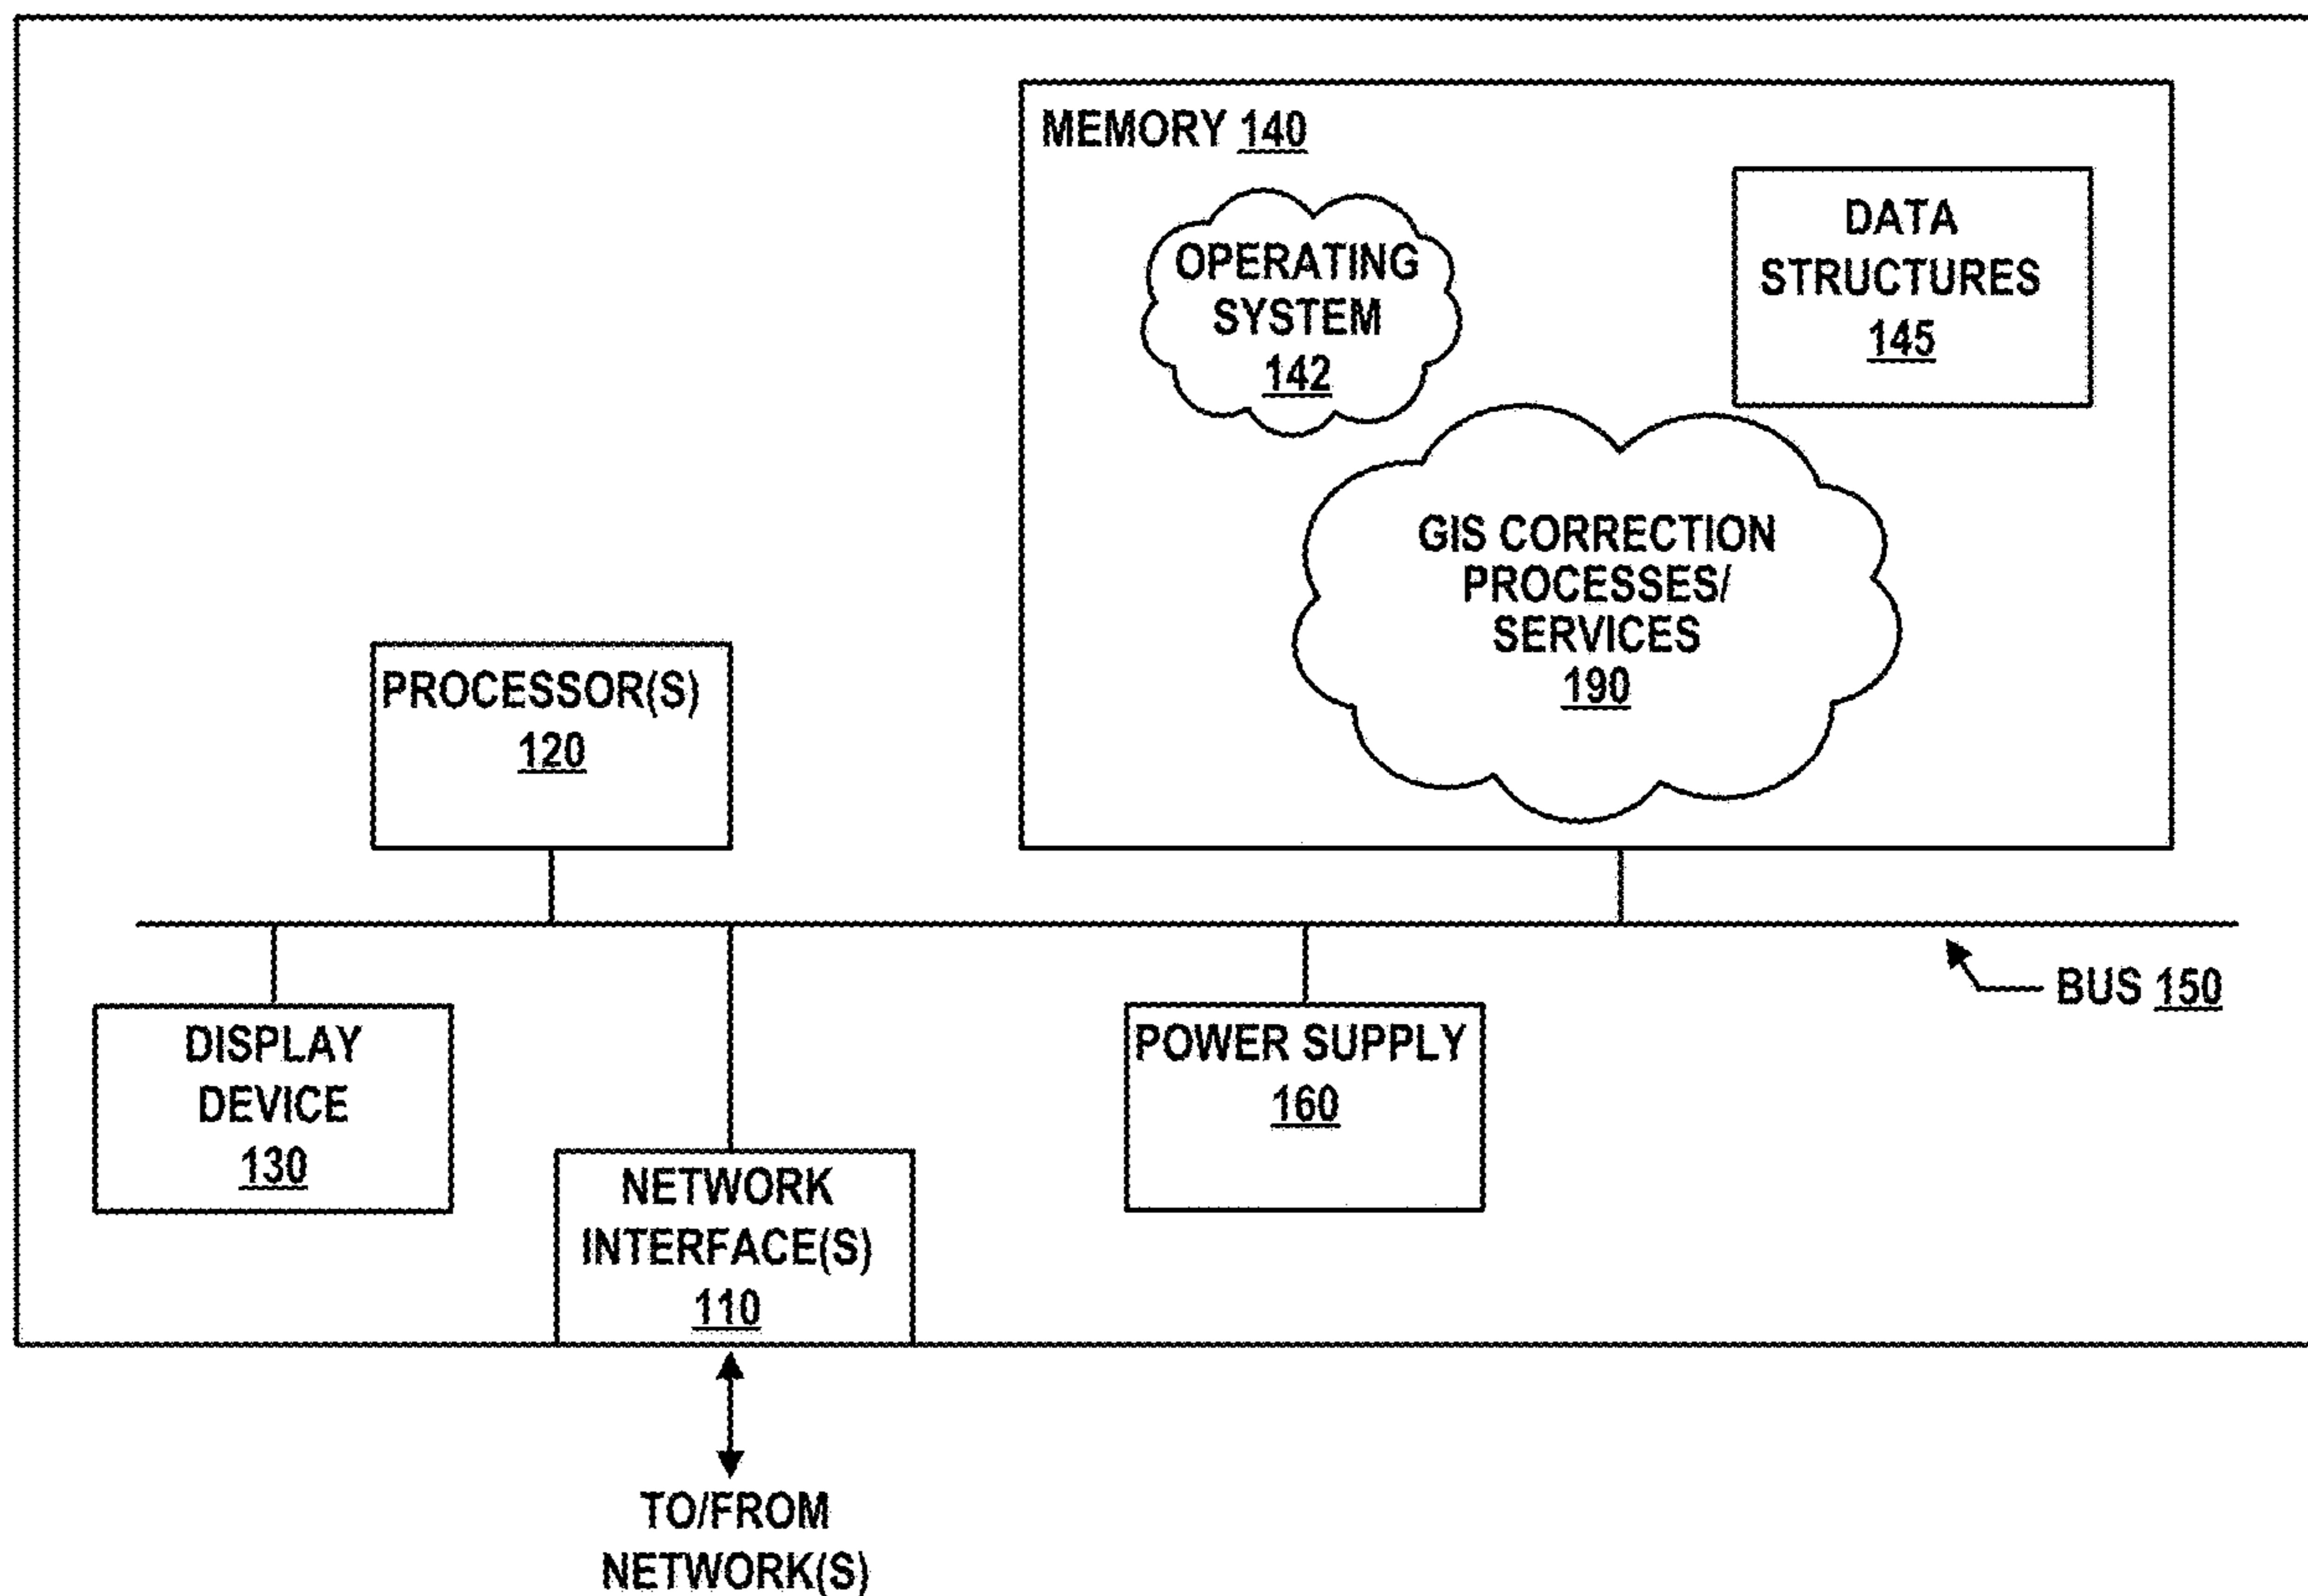 MEMORY 140
OPERATING
SYSTEM
142
DATA
STRUCTURES
145
GIS CORRECTION
PROCESSES/
SERVICES
190
PROCESSOR(S)
120
BUS 150
DISPLAY
DEVICE
130
POWER SUPPLY
160
NETWORK
INTERFACE(S)
110
TO/FROM
NETWORK(S)